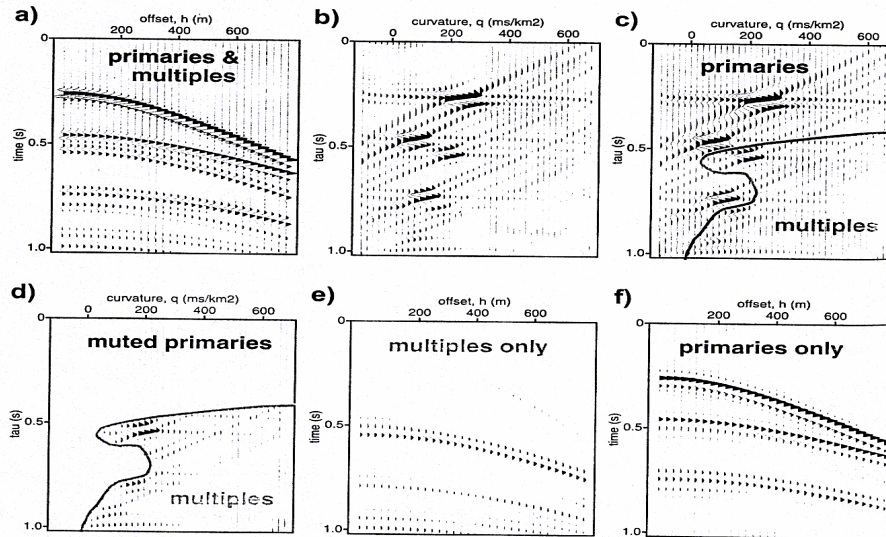 a)
offset, h (m)
200 400 600
0
0.5
1.0
time (s)
primaries &
multiples
b)
curvature, q (ms/km2)
0 200 400 600
0
0.5
1.0
tau (s)
c)
curvature, q (ms/km2)
0 200 400 600
0
0.5
1.0
tau (s)
primaries
multiples
d)
curvature, q (ms/km2)
0 200 400 600
0
0.5
1.0
tau (s)
muted primaries
multiples
e)
offset, h (m)
200 400 600
0
0.5
1.0
time (s)
multiples only
f)
offset, h (m)
200 400 600
0
0.5
1.0
time (s)
primaries only